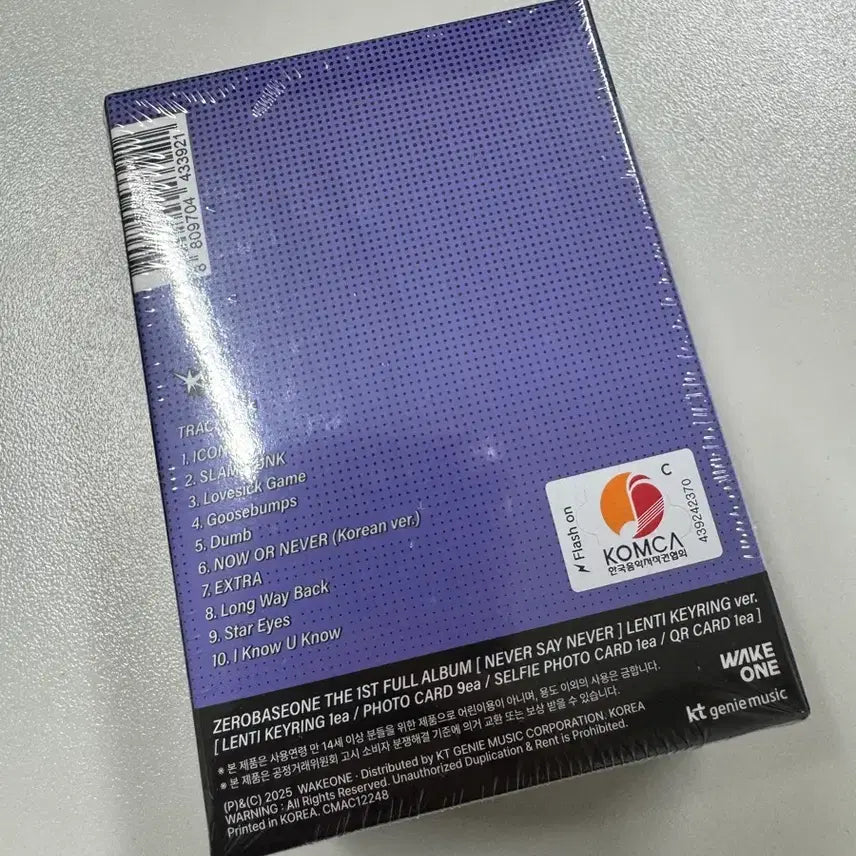 8 809704 433921
1. ICON
2. SLAM
3. Lovesick Game
4. Goosebumps
5. Dumb
6. NOW OR NEVER (Korean ver.)
7. EXTRA
8. Long Way Back
9. Star Eyes
10. I Know U Know
Flash on
C
KOMCA
한국음악저작권협회
439242370
ZEROBASEONE THE 1ST FULL ALBUM [ NEVER SAY NEVER ] LENTI KEYRING ver.
[ LENTI KEYRING 1ea / PHOTO CARD 9ea / SELFIE PHOTO CARD 1ea / QR CARD 1ea ]
※ 본 제품은 사용연령 만 14세 이상 분들을 위한 제품으로 어린이용이 아니며, 용도 이외의 사용은 금합니다.
※ 본 제품은 공정거래위원회 고시 소비자 분쟁해결 기준에 의거 교환 또는 보상 받을 수 있습니다.
(P)&(C) 2025 WAKEONE · Distributed by KT GENIE MUSIC CORPORATION. KOREA
WARNING : All Rights Reserved. Unauthorized Duplication & Rent is Prohibited.
Printed in KOREA. CMAC12248
WAKE
ONE
kt genie music